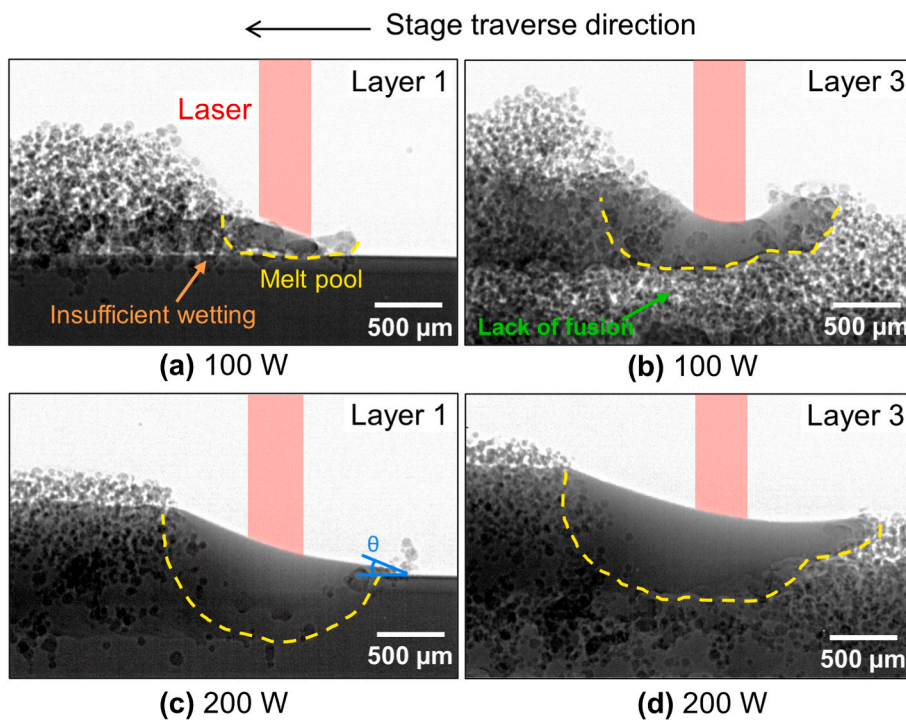 Stage traverse direction
Layer 1
Laser
Melt pool
Insufficient wetting
500 µm
(a) 100 W
Layer 3
Lack of fusion
500 µm
(b) 100 W
Layer 1
θ
500 µm
(c) 200 W
Layer 3
500 µm
(d) 200 W